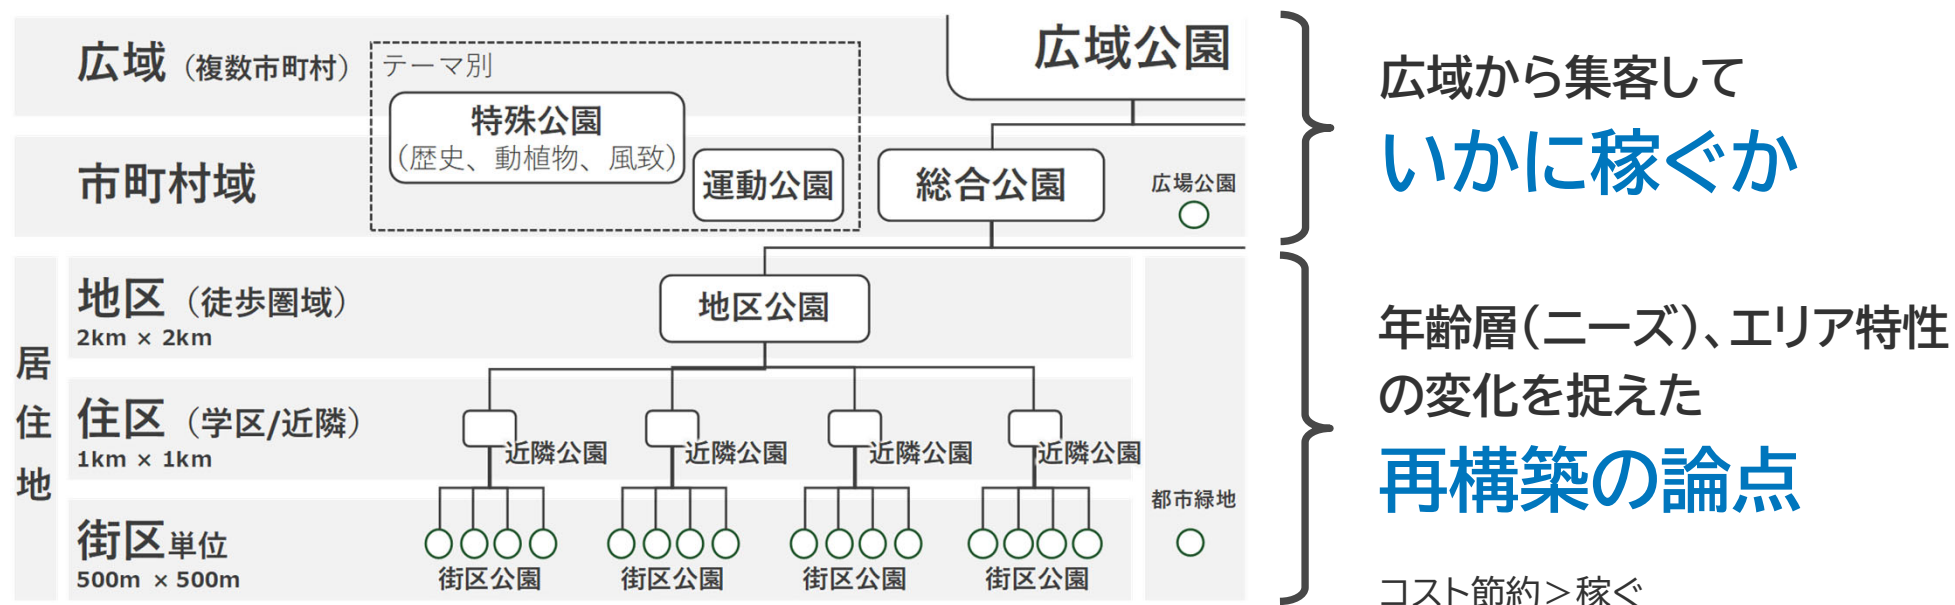 広域（複数市町村）
テーマ別
広域公園
特殊公園
（歴史、動植物、風致）
市町村域
運動公園
総合公園
広場公園
居住地
地区（徒歩圏域）
2km × 2km
地区公園
住区（学区/近隣）
1km × 1km
近隣公園
近隣公園
近隣公園
近隣公園
街区単位
500m × 500m
街区公園
街区公園
街区公園
街区公園
都市緑地
広域から集客して
いかに稼ぐか
年齢層（ニーズ）、エリア特性
の変化を捉えた
再構築の論点
コスト節約＞稼ぐ